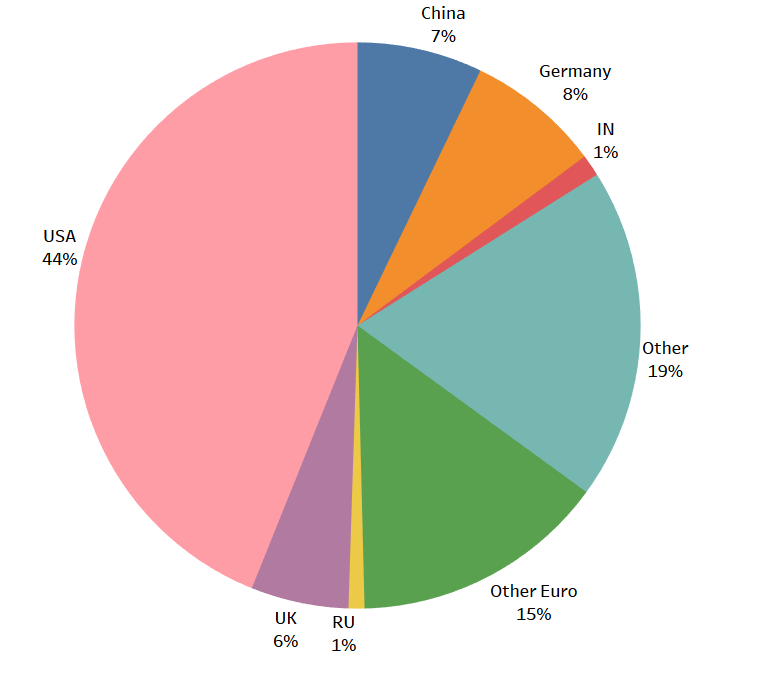 China
7%
Germany
8%
IN
1%
USA
44%
Other
19%
Other Euro
15%
UK
6%
RU
1%